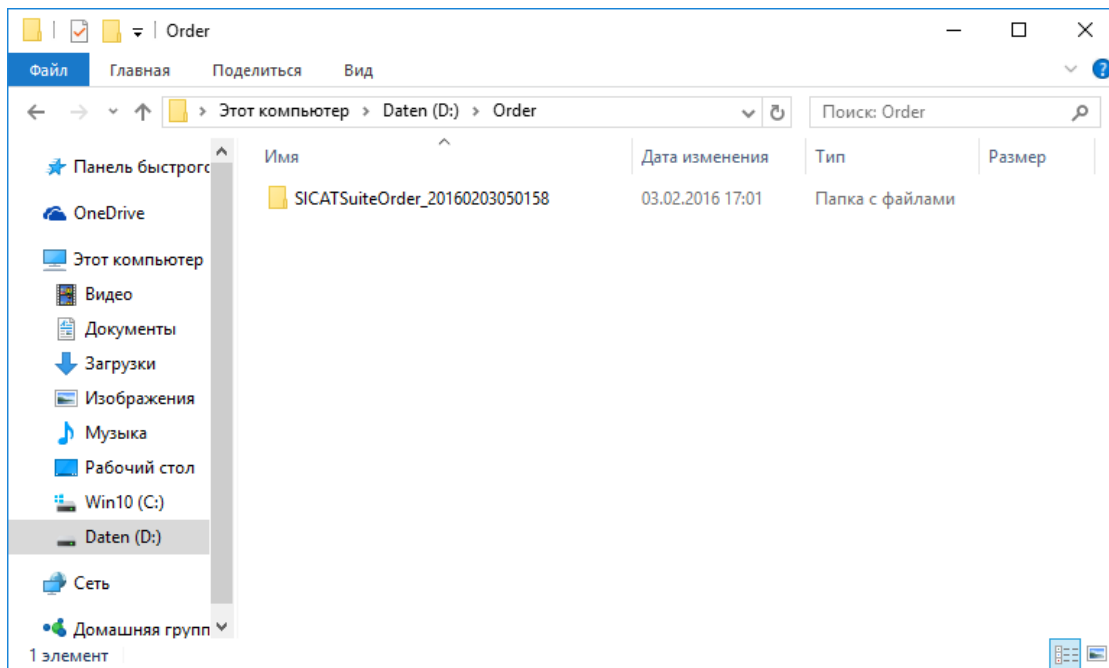 Order
Файл Главная Поделиться Вид
Этот компьютер > Daten (D:) > Order
Поиск: Order
Имя Дата изменения Тип Размер
SICATSuiteOrder_20160203050158 03.02.2016 17:01 Папка с файлами
Панель быстрого
OneDrive
Этот компьютер
Видео
Документы
Загрузки
Изображения
Музыка
Рабочий стол
Win10 (C:)
Daten (D:)
Сеть
Домашняя групп
1 элемент